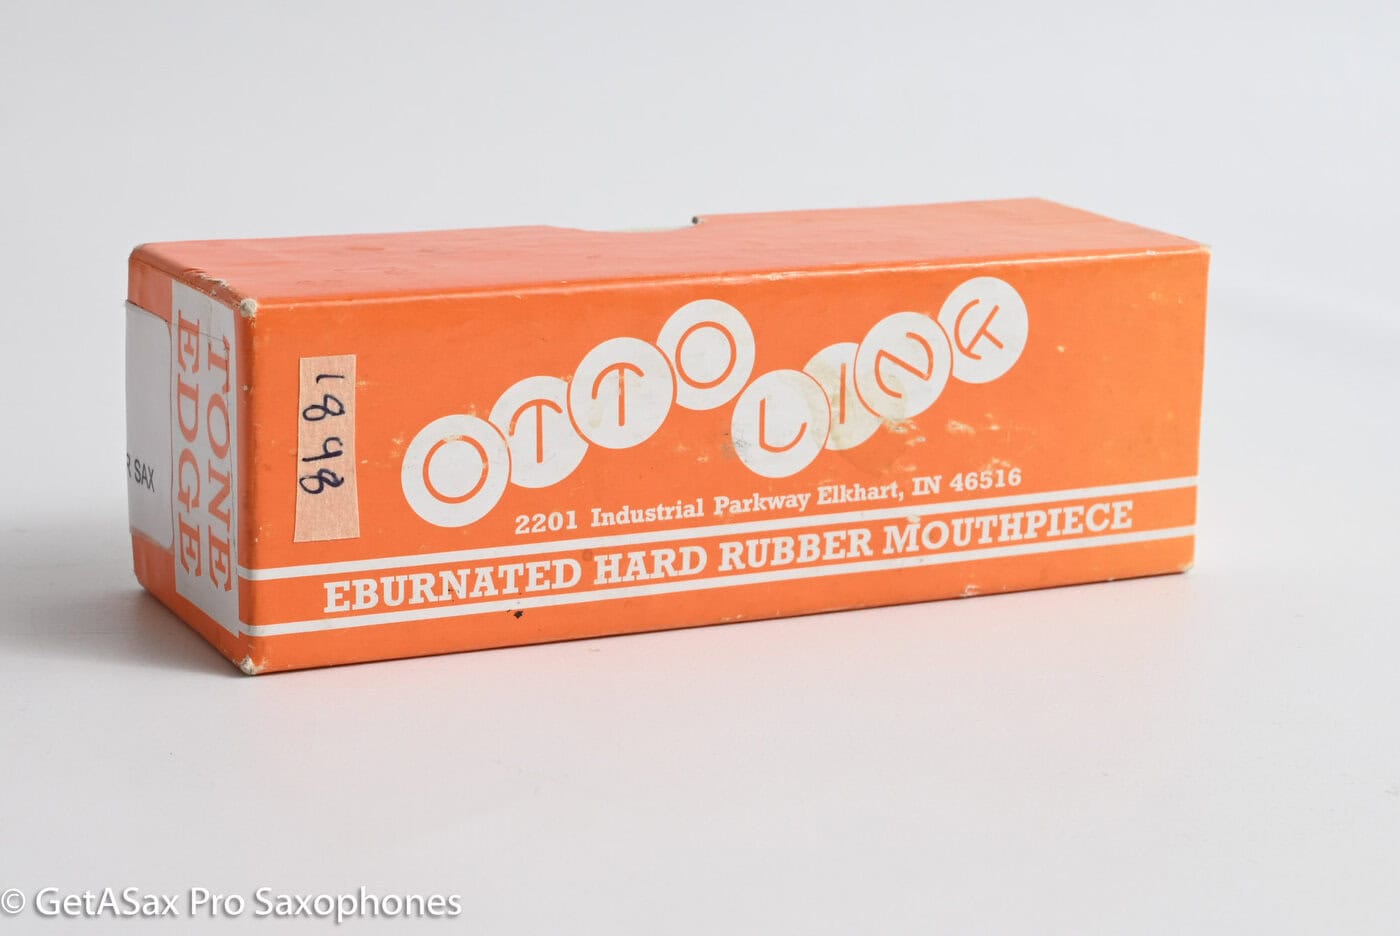 TONE
EDGE
R SAX
1898
OTTO LINK
2201 Industrial Parkway Elkhart, IN 46516
EBURNATED HARD RUBBER MOUTHPIECE
© GetASax Pro Saxophones